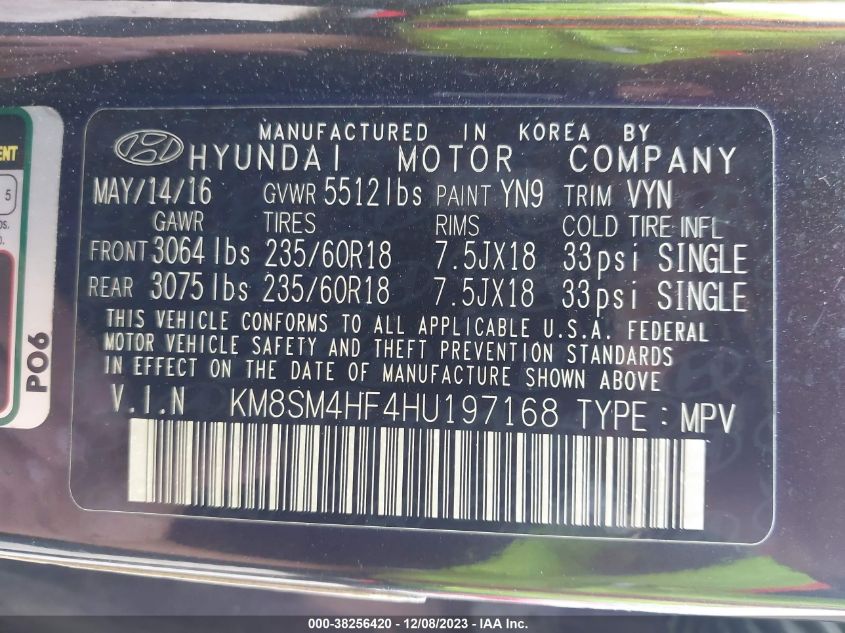 MANUFACTURED IN KOREA BY
HYUNDAI MOTOR COMPANY
MAY/14/16 GVWR 5512lbs PAINT YN9 TRIM VYN
GAWR TIRES RIMS COLD TIRE INFL
FRONT 3064lbs 235/60R18 7.5JX18 33psi SINGLE
REAR 3075lbs 235/60R18 7.5JX18 33psi SINGLE
THIS VEHICLE CONFORMS TO ALL APPLICABLE U.S.A. FEDERAL
MOTOR VEHICLE SAFETY AND THEFT PREVENTION STANDARDS
IN EFFECT ON THE DATE OF MANUFACTURE SHOWN ABOVE
V.I.N KM8SM4HF4HU197168 TYPE : MPV
5
PO6
000-38256420 - 12/08/2023 - IAA Inc.